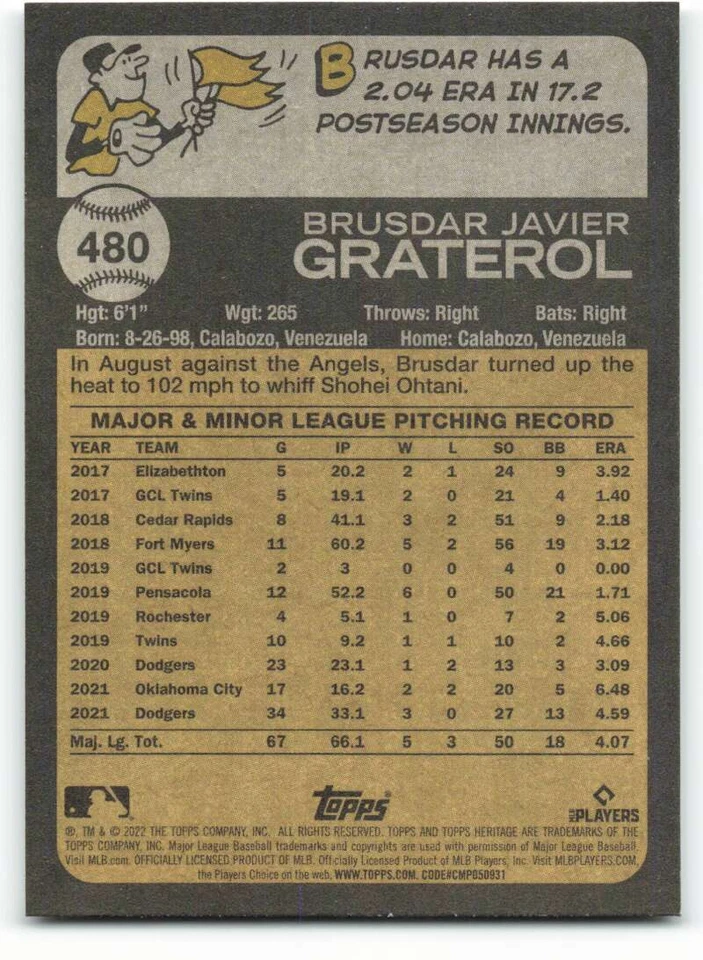 BRUSDAR HAS A
2.04 ERA IN 17.2
POSTSEASON INNINGS.
480
BRUSDAR JAVIER
GRATEROL
Hgt: 6'1" Wgt: 265 Throws: Right Bats: Right
Born: 8-26-98, Calabozo, Venezuela Home: Calabozo, Venezuela
In August against the Angels, Brusdar turned up the
heat to 102 mph to whiff Shohei Ohtani.
MAJOR & MINOR LEAGUE PITCHING RECORD
YEAR TEAM G IP W L SO BB ERA
2017 Elizabethton 5 20.2 2 1 24 9 3.92
2017 GCL Twins 5 19.1 2 0 21 4 1.40
2018 Cedar Rapids 8 41.1 3 2 51 9 2.18
2018 Fort Myers 11 60.2 5 2 56 19 3.12
2019 GCL Twins 2 3 0 0 4 0 0.00
2019 Pensacola 12 52.2 6 0 50 21 1.71
2019 Rochester 4 5.1 1 0 7 2 5.06
2019 Twins 10 9.2 1 1 10 2 4.66
2020 Dodgers 23 23.1 1 2 13 3 3.09
2021 Oklahoma City 17 16.2 2 2 20 5 6.48
2021 Dodgers 34 33.1 3 0 27 13 4.59
Maj. Lg. Tot. 67 66.1 5 3 50 18 4.07
Topps
MLB PLAYERS
®, TM & © 2022 THE TOPPS COMPANY, INC. ALL RIGHTS RESERVED. TOPPS AND TOPPS HERITAGE ARE TRADEMARKS OF THE
TOPPS COMPANY, INC. Major League Baseball trademarks and copyrights are used with permission of Major League Baseball.
Visit MLB.com. OFFICIALLY LICENSED PRODUCT OF MLB. Officially Licensed Product of MLB Players, Inc. Visit MLBPLAYERS.COM,
the Players Choice on the web. WWW.TOPPS.COM. CODE#CMP050931